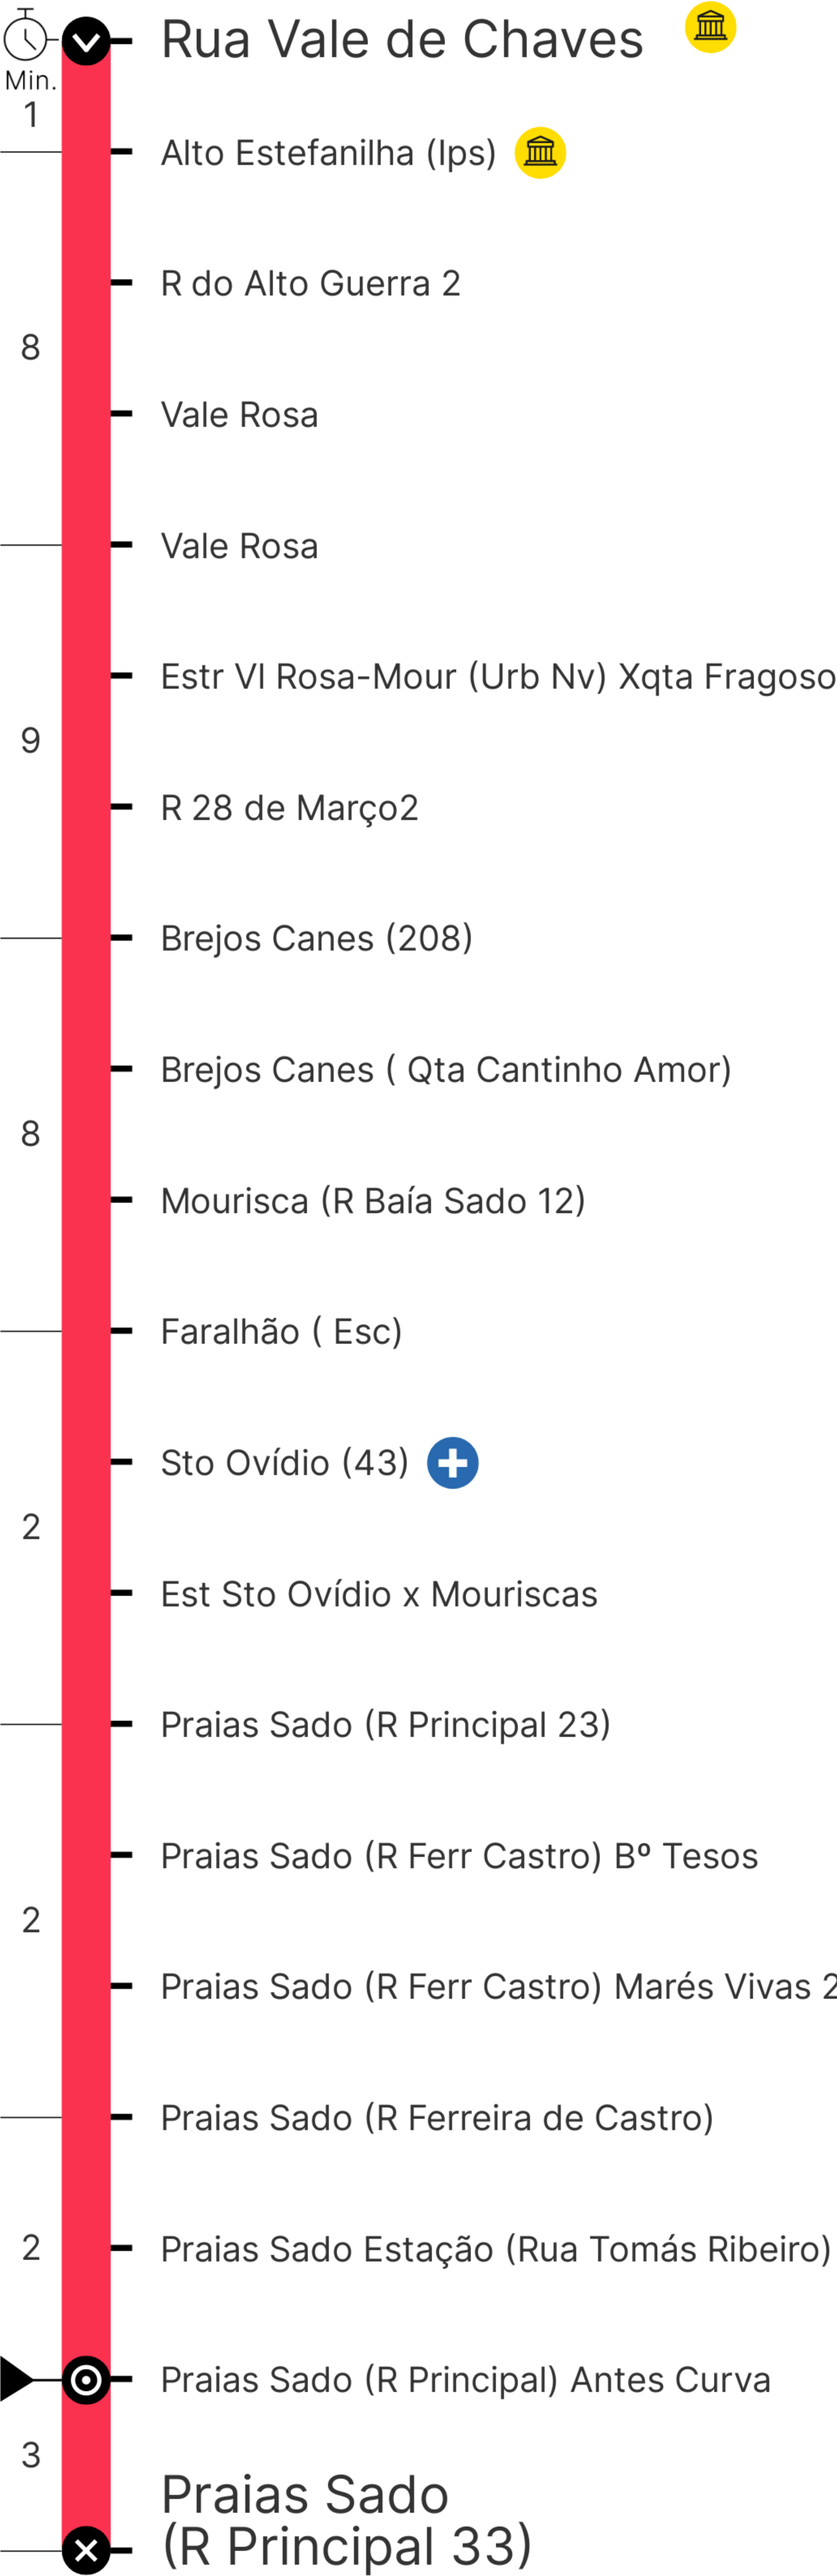 Rua Vale de Chaves
Min.
1
Alto Estefanilha (Ips)
R do Alto Guerra 2
8
Vale Rosa
Vale Rosa
Estr Vl Rosa-Mour (Urb Nv) Xqta Fragoso
9
R 28 de Março2
Brejos Canes (208)
Brejos Canes ( Qta Cantinho Amor)
8
Mourisca (R Baía Sado 12)
Faralhão ( Esc)
Sto Ovídio (43)
2
Est Sto Ovídio x Mouriscas
Praias Sado (R Principal 23)
Praias Sado (R Ferr Castro) Bº Tesos
2
Praias Sado (R Ferr Castro) Marés Vivas 2
Praias Sado (R Ferreira de Castro)
2
Praias Sado Estação (Rua Tomás Ribeiro)
Praias Sado (R Principal) Antes Curva
3
Praias Sado
(R Principal 33)